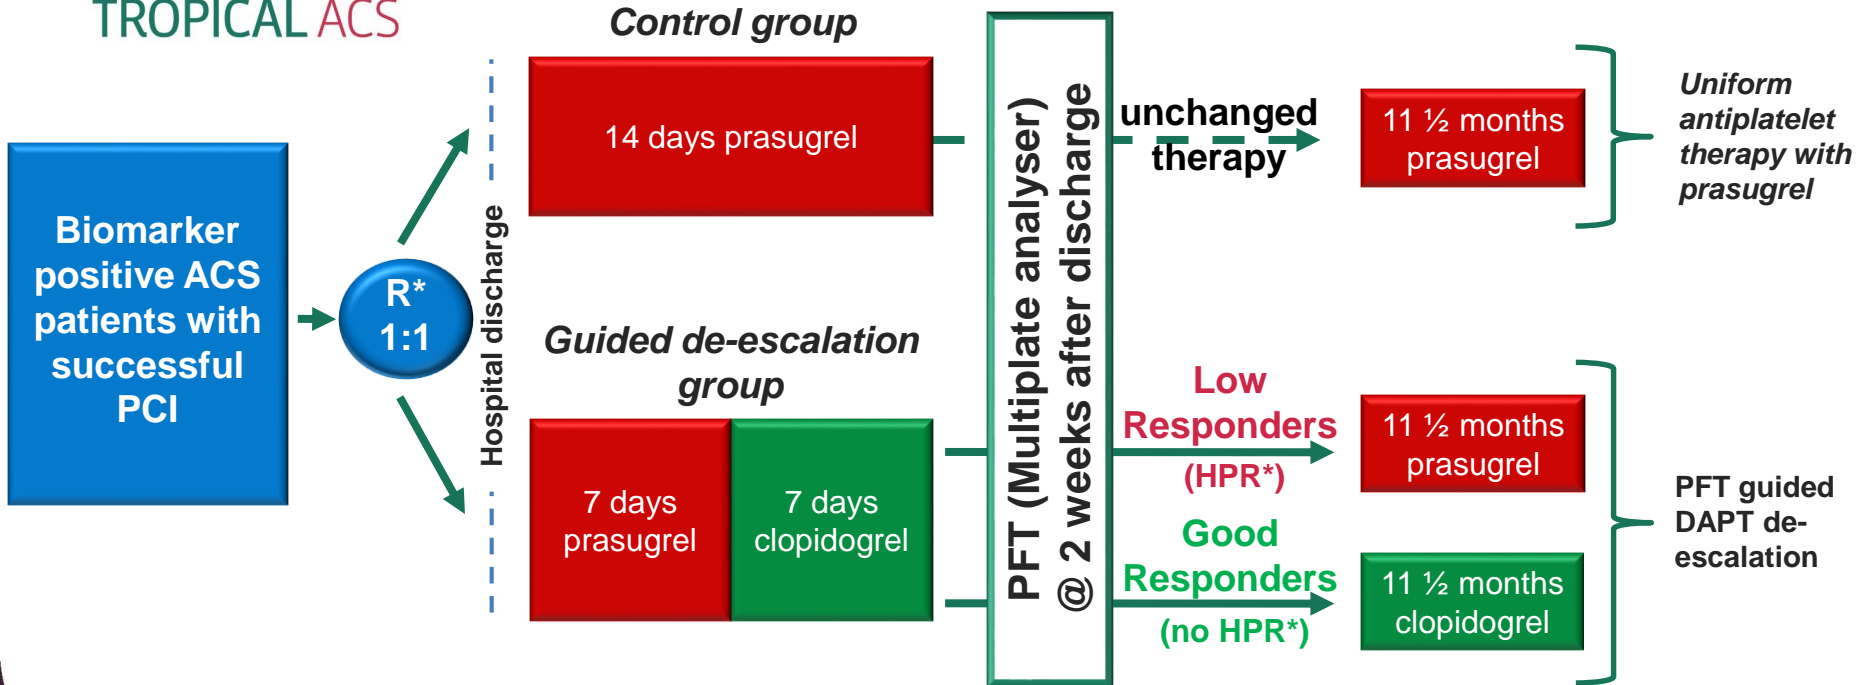 TROPICAL ACS
Control group
14 days prasugrel
unchanged
therapy
11 ½ months
prasugrel
Uniform
antiplatelet
therapy with
prasugrel
Biomarker
positive ACS
patients with
successful
PCI
R*
1:1
Hospital discharge
PFT (Multiplate analyser)
@ 2 weeks after discharge
Guided de-escalation
group
7 days
prasugrel
7 days
clopidogrel
Low
Responders
(HPR*)
11 ½ months
prasugrel
Good
Responders
(no HPR*)
11 ½ months
clopidogrel
PFT guided
DAPT de-
escalation